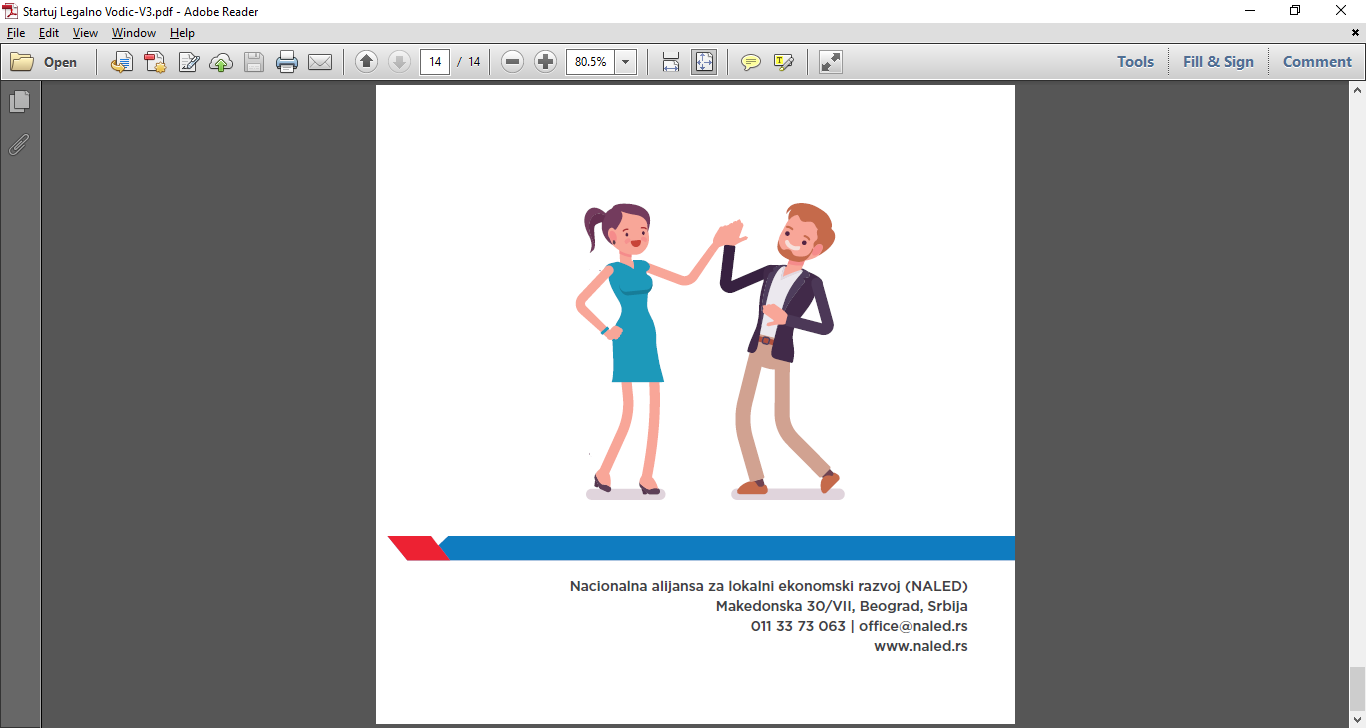 Startuj Legalno Vodic-V3.pdf - Adobe Reader
File Edit View Window Help
Open 14 / 14 80.5% Tools Fill & Sign Comment
Nacionalna alijansa za lokalni ekonomski razvoj (NALED)
Makedonska 30/VII, Beograd, Srbija
011 33 73 063 | office@naled.rs
www.naled.rs